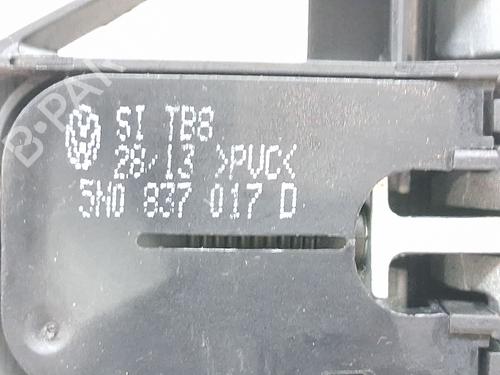 SI TB8
28/13 >PVC<
5N0 837 017 D
B-PARTS